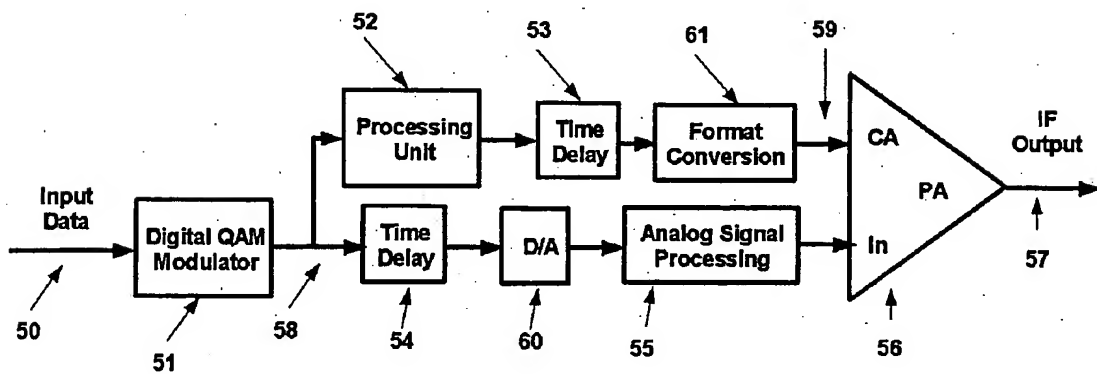 52
53
61
59
Processing
Unit
Time
Delay
Format
Conversion
CA
PA
In
IF
Output
Input
Data
Digital QAM
Modulator
Time
Delay
D/A
Analog Signal
Processing
50
51
58
54
60
55
56
57